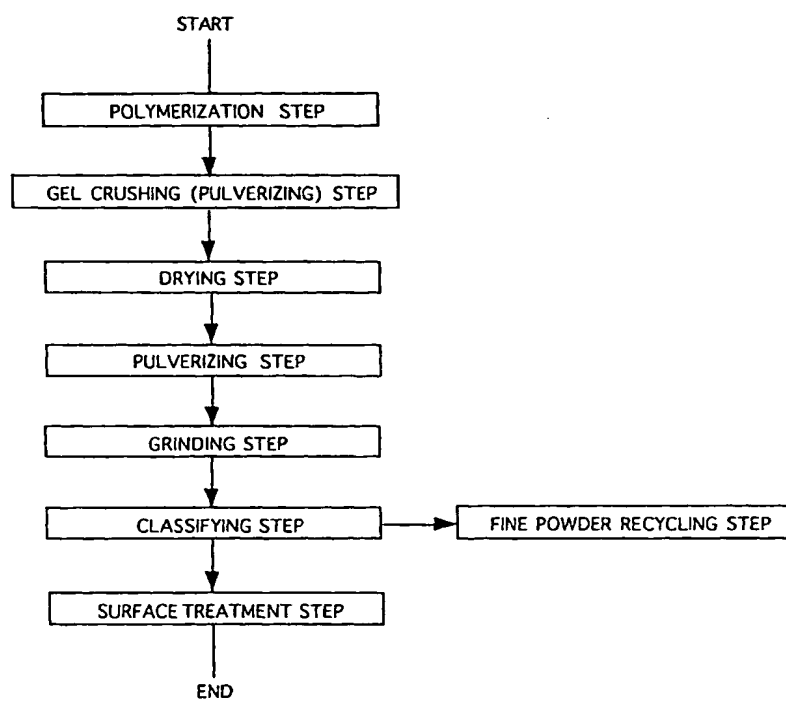 START
POLYMERIZATION STEP
GEL CRUSHING (PULVERIZING) STEP
DRYING STEP
PULVERIZING STEP
GRINDING STEP
CLASSIFYING STEP
FINE POWDER RECYCLING STEP
SURFACE TREATMENT STEP
END